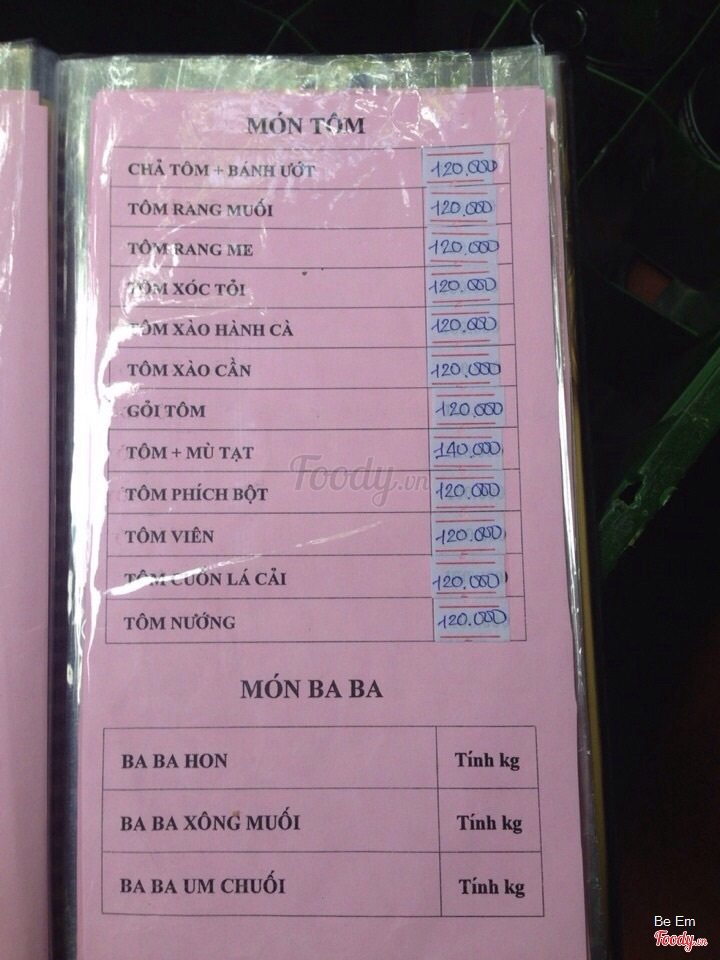 MÓN TÔM
CHẢ TÔM + BÁNH ƯỚT 120.000
TÔM RANG MUỐI 120.000
TÔM RANG ME 120.000
TÔM XÓC TỎI 120.000
TÔM XÀO HÀNH CÀ 120.000
TÔM XÀO CẦN 120.000
GỎI TÔM 120.000
TÔM + MÙ TẠT 140.000
Foody.vn
TÔM PHÍCH BỘT 120.000
TÔM VIÊN 120.000
TÔM CUỐN LÁ CẢI 120.000
TÔM NƯỚNG 120.000
MÓN BA BA
BA BA HON Tính kg
BA BA XÔNG MUỐI Tính kg
BA BA UM CHUỐI Tính kg
Be Em
Foody.vn